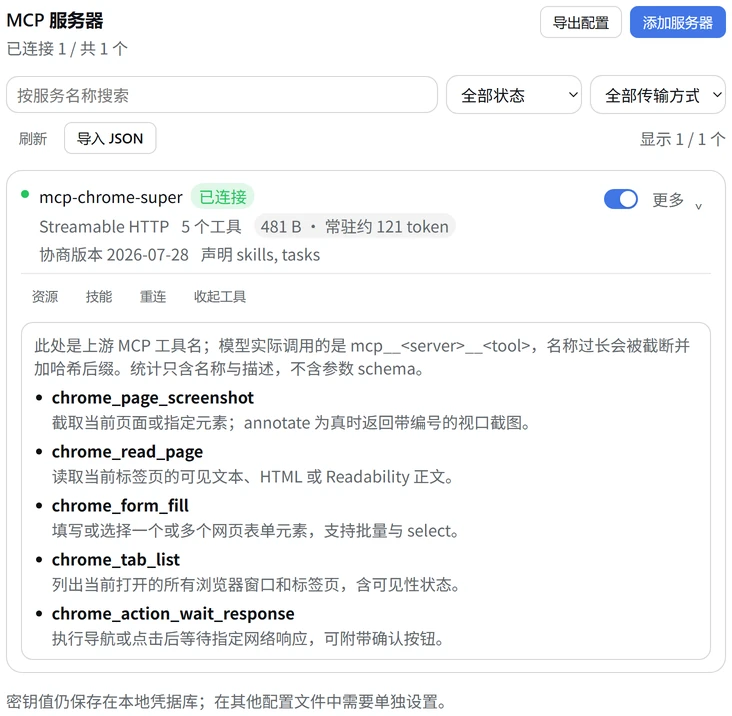 MCP 服务器
导出配置
添加服务器
已连接 1 / 共 1 个
按服务名称搜索
全部状态
全部传输方式
刷新
导入 JSON
显示 1 / 1 个
mcp-chrome-super
已连接
更多
Streamable HTTP 5 个工具 481 B · 常驻约 121 token
协商版本 2026-07-28 声明 skills, tasks
资源 技能 重连 收起工具
此处是上游 MCP 工具名；模型实际调用的是 mcp__<server>__<tool>，名称过长会被截断并
加哈希后缀。统计只含名称与描述，不含参数 schema。
• chrome_page_screenshot
截取当前页面或指定元素；annotate 为真时返回带编号的视口截图。
• chrome_read_page
读取当前标签页的可见文本、HTML 或 Readability 正文。
• chrome_form_fill
填写或选择一个或多个网页表单元素，支持批量与 select。
• chrome_tab_list
列出当前打开的所有浏览器窗口和标签页，含可见性状态。
• chrome_action_wait_response
执行导航或点击后等待指定网络响应，可附带确认按钮。
密钥值仍保存在本地凭据库；在其他配置文件中需要单独设置。